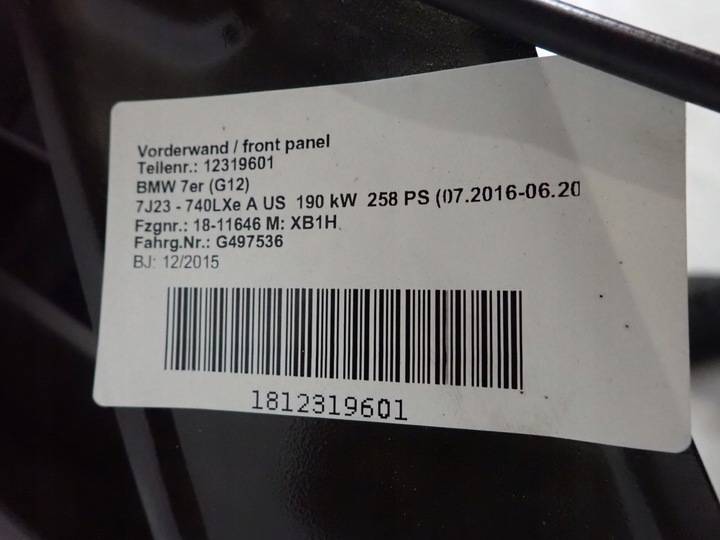 Vorderwand / front panel
Teilenr.: 12319601
BMW 7er (G12)
7J23 - 740LXe A US 190 kW 258 PS (07.2016-06.20
Fzgnr.: 18-11646 M: XB1H
Fahrg.Nr.: G497536
BJ: 12/2015
1812319601